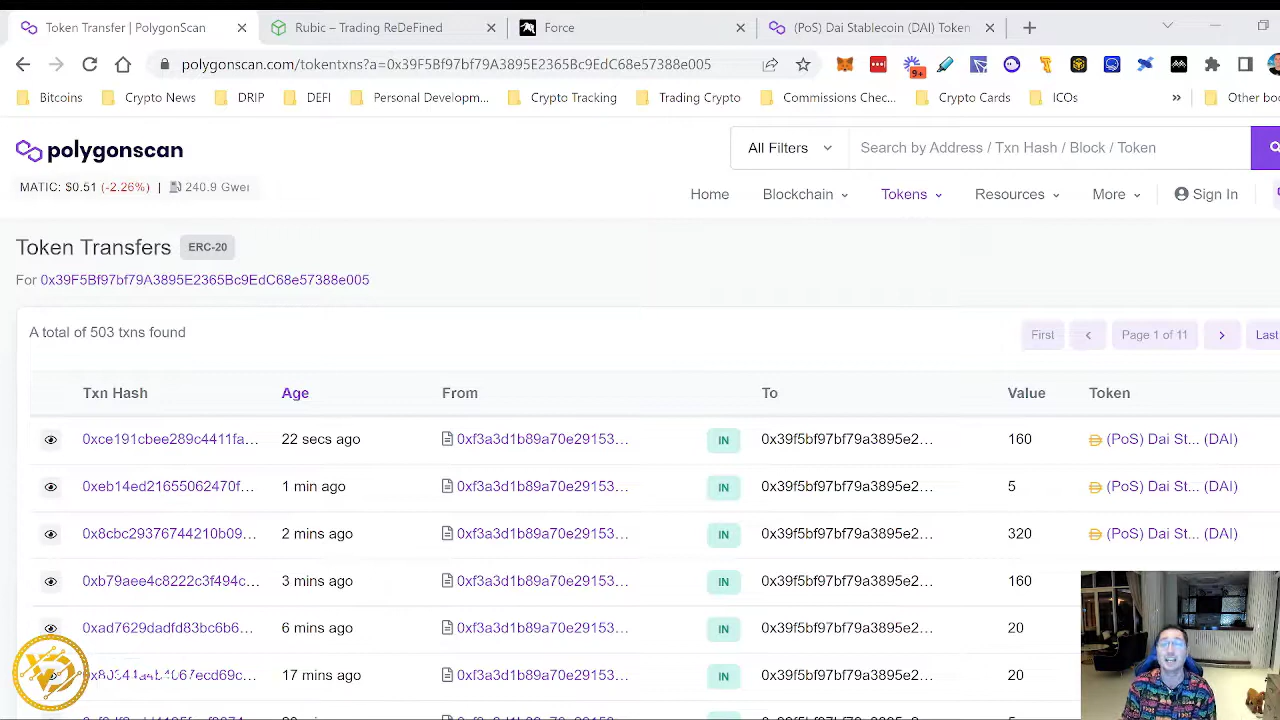 Token Transfer | PolygonScan
Rubic – Trading ReDeFined
Force
(PoS) Dai Stablecoin (DAI) Token
polygonscan.com/tokentxns?a=0x39F5Bf97bf79A3895E2365Bc9EdC68e57388e005
9+
Bitcoins
Crypto News
DRIP
DEFI
Personal Developm...
Crypto Tracking
Trading Crypto
Commissions Chec...
Crypto Cards
ICOs
»
Other boo
polygonscan
All Filters
Search by Address / Txn Hash / Block / Token
MATIC: $0.51 (-2.26%) | 240.9 Gwei
Home Blockchain Tokens Resources More Sign In
Token Transfers ERC-20
For 0x39F5Bf97bf79A3895E2365Bc9EdC68e57388e005
A total of 503 txns found
First < Page 1 of 11 > Last
Txn Hash Age From To Value Token
0xce191cbee289c4411fa... 22 secs ago 0xf3a3d1b89a70e29153... IN 0x39f5bf97bf79a3895e2... 160 (PoS) Dai St... (DAI)
0xeb14ed21655062470f... 1 min ago 0xf3a3d1b89a70e29153... IN 0x39f5bf97bf79a3895e2... 5 (PoS) Dai St... (DAI)
0x8cbc29376744210b09... 2 mins ago 0xf3a3d1b89a70e29153... IN 0x39f5bf97bf79a3895e2... 320 (PoS) Dai St... (DAI)
0xb79aee4c8222c3f494c... 3 mins ago 0xf3a3d1b89a70e29153... IN 0x39f5bf97bf79a3895e2... 160
0xad7629dadfd83bc6b6... 6 mins ago 0xf3a3d1b89a70e29153... IN 0x39f5bf97bf79a3895e2... 20
17 mins ago 0xf3a3d1b89a70e29153... IN 0x39f5bf97bf79a3895e2... 20